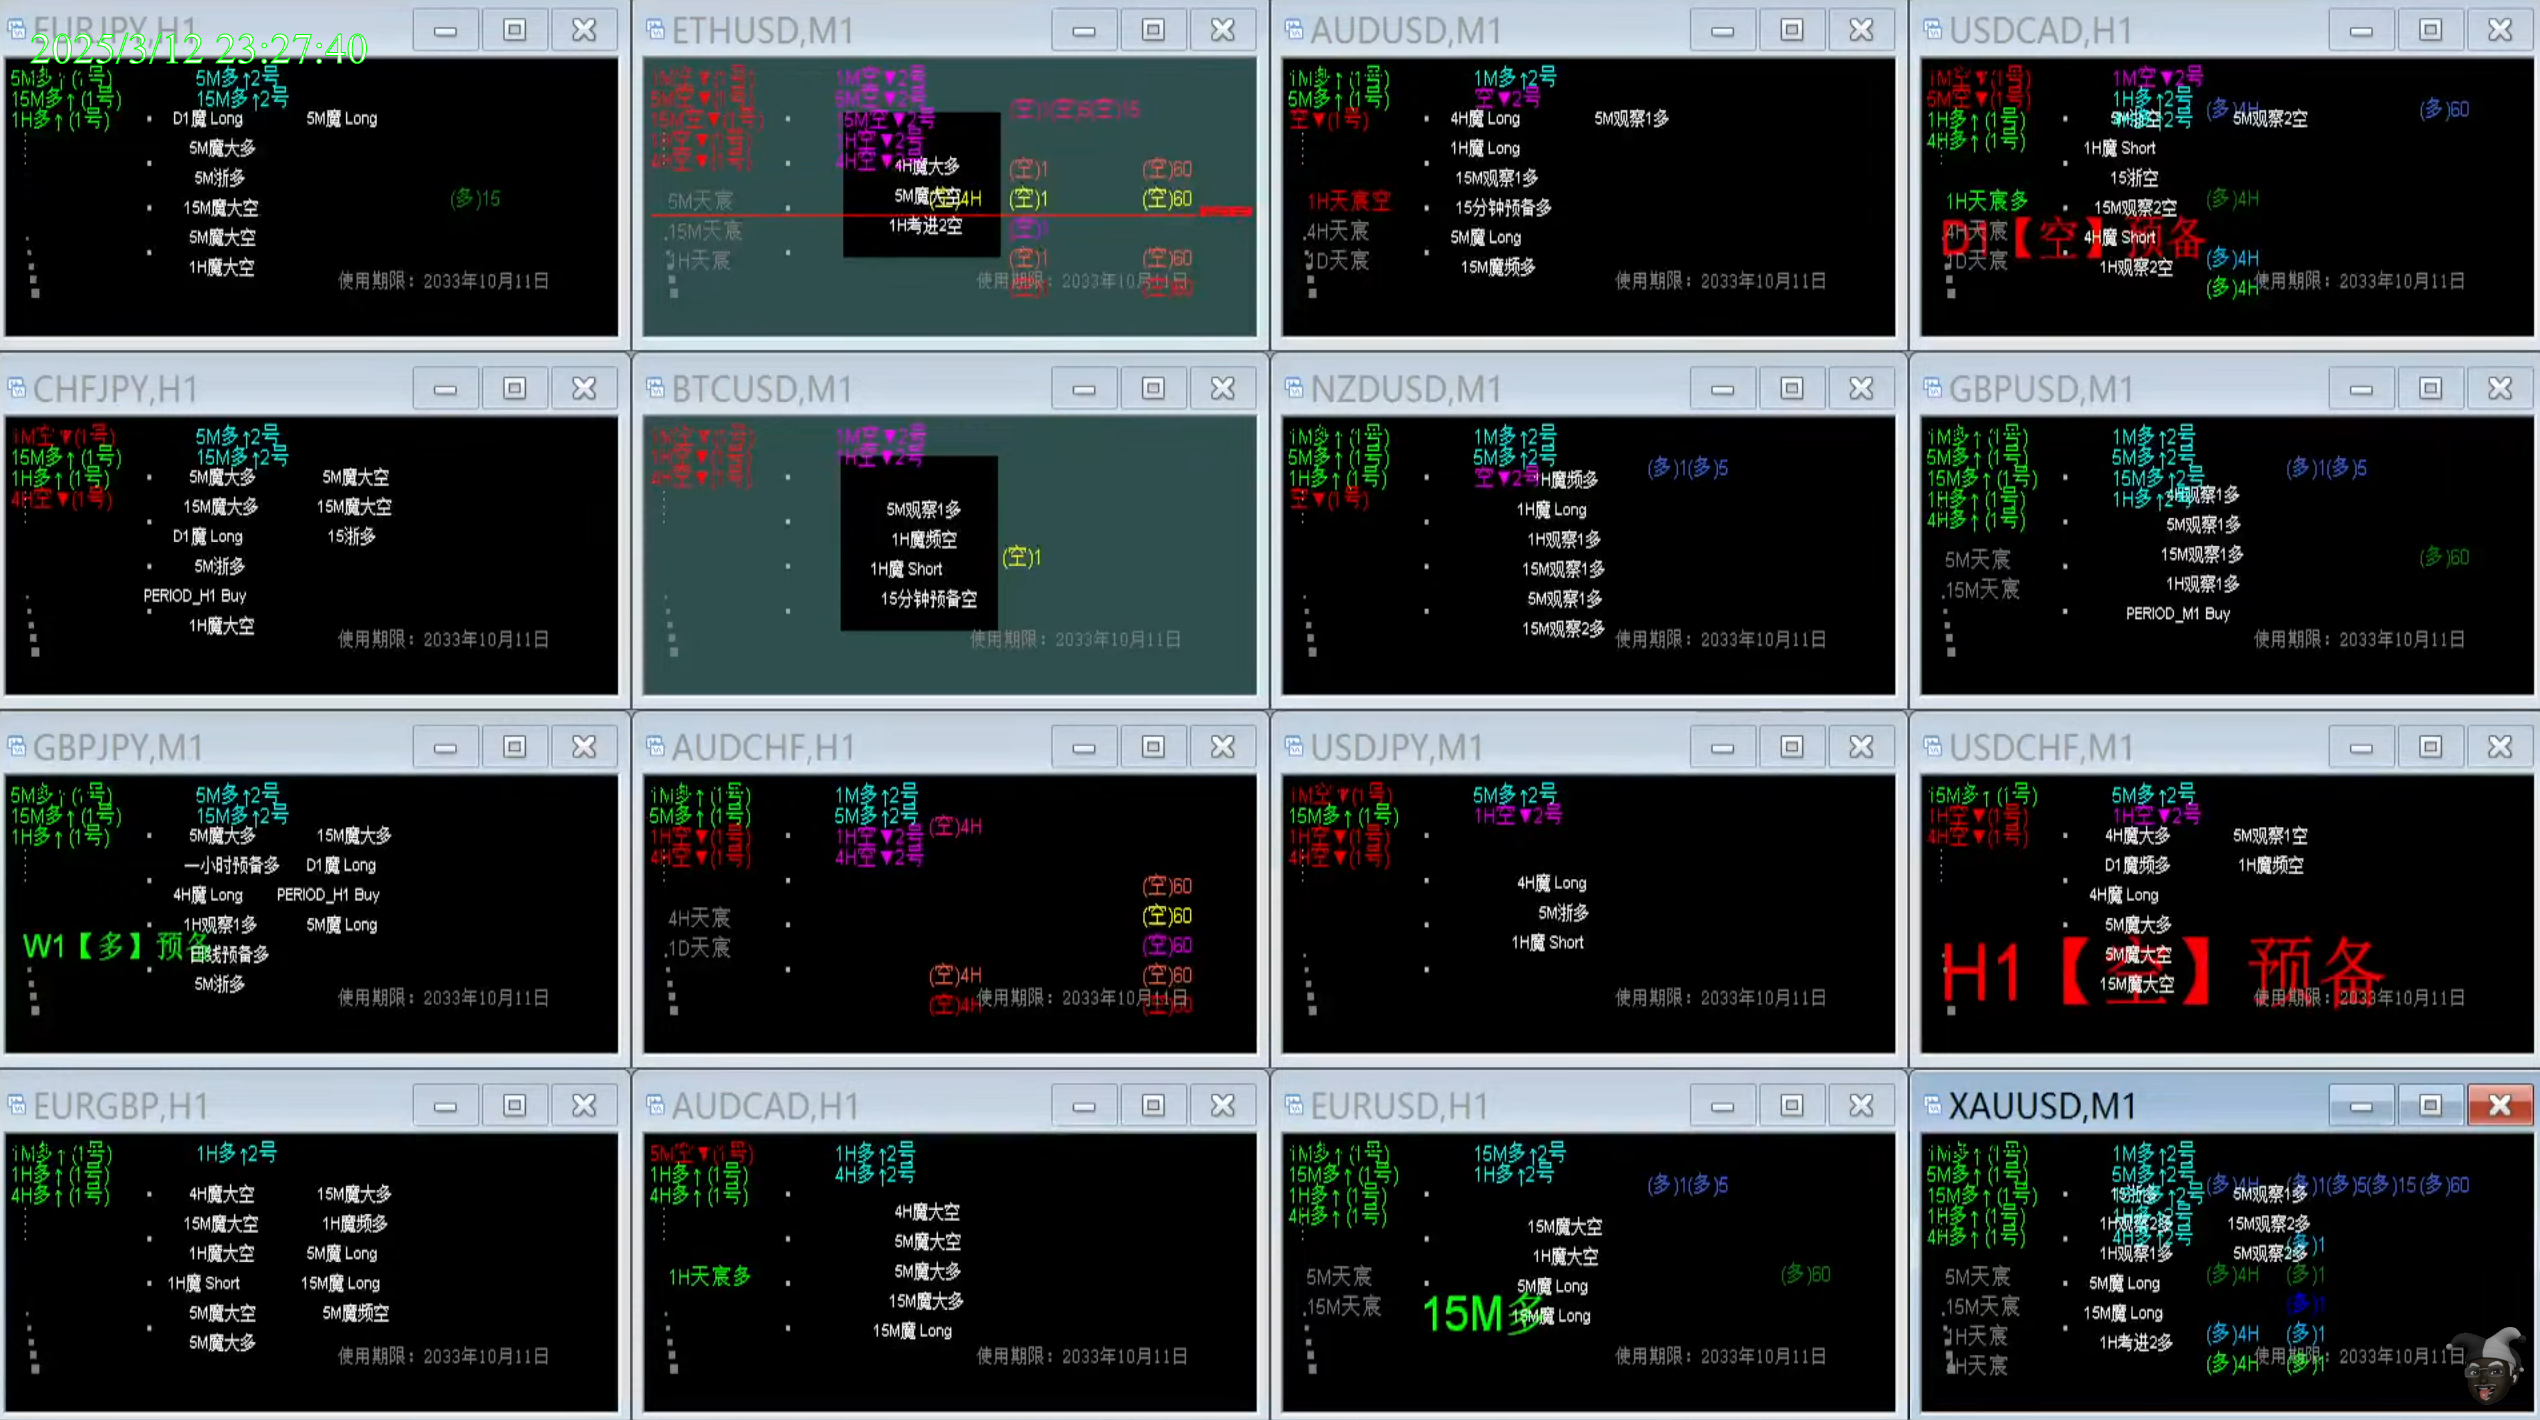 EURJPY,H1
2025/3/12 23:27:40
5M多↑(1号) 5M多↑2号
15M多↑(1号) 15M多↑2号
1H多↑(1号) D1魔 Long 5M魔 Long
5M魔大多
5M浙多
15M魔大空 (多)15
5M魔大空
1H魔大空
使用期限：2033年10月11日
ETHUSD,M1
1M空▼(1号) 1M空▼2号
5M空▼(1号) 5M空▼2号
15M空▼(1号) 15M空▼2号
1H空▼(1号) 1H空▼2号
4H空▼(1号) 4H空▼2号
4H魔大多 (空)1 (空)60
5M天宸 5M魔大空 4H (空)1 (空)60
15M天宸 1H考进2空 (空)1
1H天宸 (空)1 (空)60
使用期限：2033年10月11日
AUDUSD,M1
1M多↑(1号) 1M多↑2号
5M多↑(1号) 空▼2号
空▼(1号) 4H魔 Long 5M观察1多
1H魔 Long
15M观察1多
1H天宸空 15分钟预备多
4H天宸 5M魔 Long
1D天宸 15M魔频多
使用期限：2033年10月11日
USDCAD,H1
1M空▼(1号) 1M空▼2号
5M空▼(1号) 1H多↑2号 (多)4H (多)60
1H多↑(1号) 5M观察2空
4H多↑(1号) 1H魔 Short
15浙空
1H天宸多 15M观察2空 (多)4H
4H天宸 D1【空】预备 4H魔 Short
1D天宸 1H观察2空 (多)4H
(多)4H 使用期限：2033年10月11日
CHFJPY,H1
1M空▼(1号) 5M多↑2号
15M多↑(1号) 15M多↑2号
1H多↑(1号) 5M魔大多 5M魔大空
4H空▼(1号) 15M魔大多 15M魔大空
D1魔 Long 15浙多
5M浙多
PERIOD_H1 Buy
1H魔大空
使用期限：2033年10月11日
BTCUSD,M1
1M空▼(1号) 1M空▼2号
1H空▼(1号) 1H空▼2号
4H空▼(1号)
5M观察1多
1H魔频空 (空)1
1H魔 Short
15分钟预备空
使用期限：2033年10月11日
NZDUSD,M1
1M多↑(1号) 1M多↑2号
5M多↑(1号) 5M多↑2号 (多)1(多)5
1H多↑(1号) 空▼2号 1H魔频多
空▼(1号) 1H魔 Long
1H观察1多
15M观察1多
5M观察1多
15M观察2多
使用期限：2033年10月11日
GBPUSD,M1
1M多↑(1号) 1M多↑2号
5M多↑(1号) 5M多↑2号 (多)1(多)5
15M多↑(1号) 15M多↑2号
1H多↑(1号) 1H多↑2号 4H观察1多
4H多↑(1号) 5M观察1多
5M天宸 15M观察1多 (多)60
15M天宸 1H观察1多
PERIOD_M1 Buy
使用期限：2033年10月11日
GBPJPY,M1
5M多↑(1号) 5M多↑2号
15M多↑(1号) 15M多↑2号
1H多↑(1号) 5M魔大多 15M魔大多
一小时预备多 D1魔 Long
4H魔 Long PERIOD_H1 Buy
1H观察1多 5M魔 Long
W1【多】预备 日线预备多
5M浙多
使用期限：2033年10月11日
AUDCHF,H1
1M多↑(1号) 1M多↑2号
5M多↑(1号) 5M多↑2号
1H空▼(1号) 1H空▼2号 (空)4H
4H空▼(1号) 4H空▼2号
(空)60
4H天宸 (空)60
1D天宸 (空)60
(空)4H (空)60
(空)4H 使用期限：2033年10月11日 (空)60
USDJPY,M1
1M空▼(1号) 5M多↑2号
15M多↑(1号) 1H空▼2号
1H空▼(1号)
4H空▼(1号)
4H魔 Long
5M浙多
1H魔 Short
使用期限：2033年10月11日
USDCHF,M1
15M多↑(1号) 5M多↑2号
1H空▼(1号) 1H空▼2号
4H空▼(1号) 4H魔大多 5M观察1空
D1魔频多 1H魔频空
4H魔 Long
5M魔大多
H1【空】预备 5M魔大空
15M魔大空
使用期限：2033年10月11日
EURGBP,H1
1M多↑(1号) 1H多↑2号
1H多↑(1号)
4H多↑(1号) 4H魔大空 15M魔大多
15M魔大空 1H魔频多
1H魔大空 5M魔 Long
1H魔 Short 15M魔 Long
5M魔大空 5M魔频空
5M魔大多
使用期限：2033年10月11日
AUDCAD,H1
5M空▼(1号) 1H多↑2号
1H多↑(1号) 4H多↑2号
4H多↑(1号)
4H魔大空
5M魔大空
1H天宸多 5M魔大多
15M魔大多
15M魔 Long
使用期限：2033年10月11日
EURUSD,H1
1M多↑(1号) 15M多↑2号
15M多↑(1号) 1H多↑2号 (多)1(多)5
1H多↑(1号)
4H多↑(1号)
15M魔大空
1H魔大空
5M天宸 5M魔 Long (多)60
15M天宸 15M多 15M魔 Long
使用期限：2033年10月11日
XAUUSD,M1
1M多↑(1号) 1M多↑2号
5M多↑(1号) 5M多↑2号 (多)4H (多)1(多)5(多)15(多)60
15M多↑(1号) 5M观察1多
1H多↑(1号) 1H观察2多 15M观察2多
4H多↑(1号) 4H多↑2号
1H观察1多 5M观察2多
5M天宸 5M魔 Long (多)4H (多)1
15M天宸 15M魔 Long (多)1
1H天宸 1H考进2多 (多)4H (多)1
4H天宸 (多)4H (多)1 使用期限：2033年10月11日